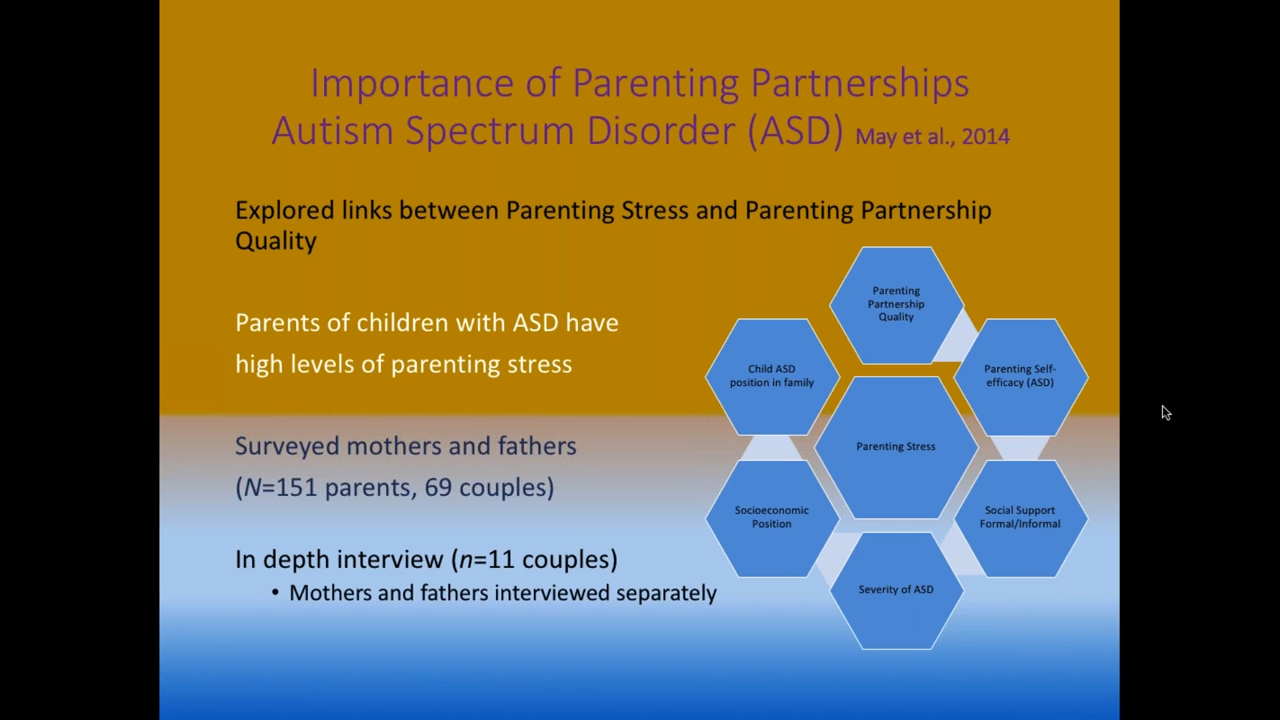 Importance of Parenting Partnerships
Autism Spectrum Disorder (ASD) May et al., 2014
Explored links between Parenting Stress and Parenting Partnership
Quality
Parents of children with ASD have
high levels of parenting stress
Surveyed mothers and fathers
(N=151 parents, 69 couples)
In depth interview (n=11 couples)
• Mothers and fathers interviewed separately
Parenting
Partnership
Quality
Child ASD
position in family
Parenting Self-
efficacy (ASD)
Parenting Stress
Socioeconomic
Position
Social Support
Formal/Informal
Severity of ASD